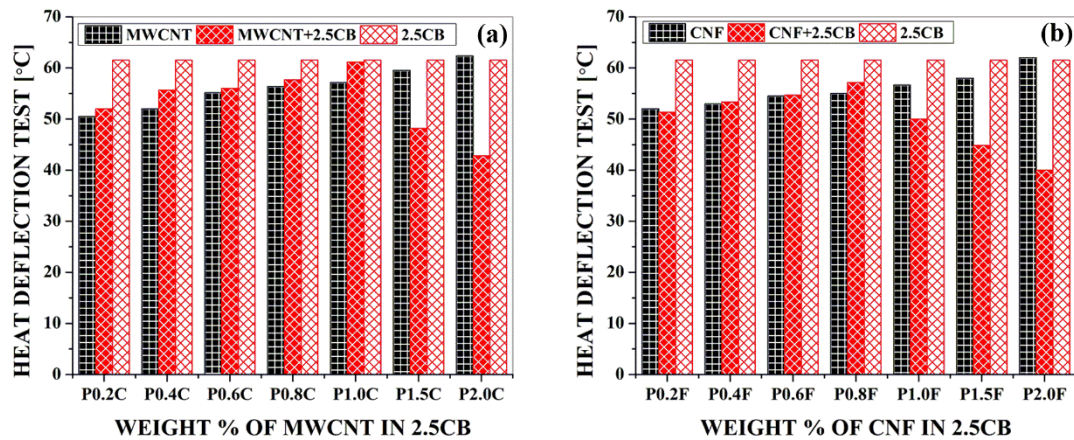 HEAT DEFLECTION TEST [°C]
70
60
50
40
30
20
10
0
MWCNT MWCNT+2.5CB 2.5CB
(a)
P0.2C P0.4C P0.6C P0.8C P1.0C P1.5C P2.0C
WEIGHT % OF MWCNT IN 2.5CB
HEAT DEFLECTION TEST [°C]
70
60
50
40
30
20
10
0
CNF CNF+2.5CB 2.5CB
(b)
P0.2F P0.4F P0.6F P0.8F P1.0F P1.5F P2.0F
WEIGHT % OF CNF IN 2.5CB